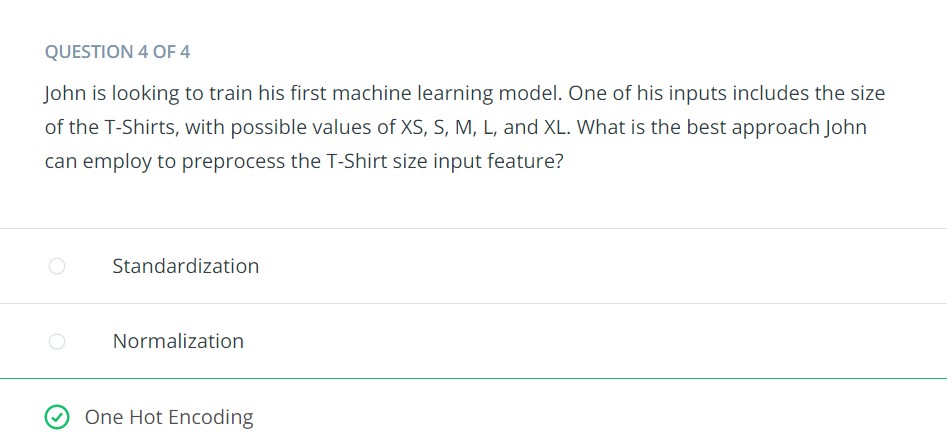 QUESTION 4 OF 4
John is looking to train his first machine learning model. One of his inputs includes the size
of the T-Shirts, with possible values of XS, S, M, L, and XL. What is the best approach John
can employ to preprocess the T-Shirt size input feature?
Standardization
Normalization
One Hot Encoding